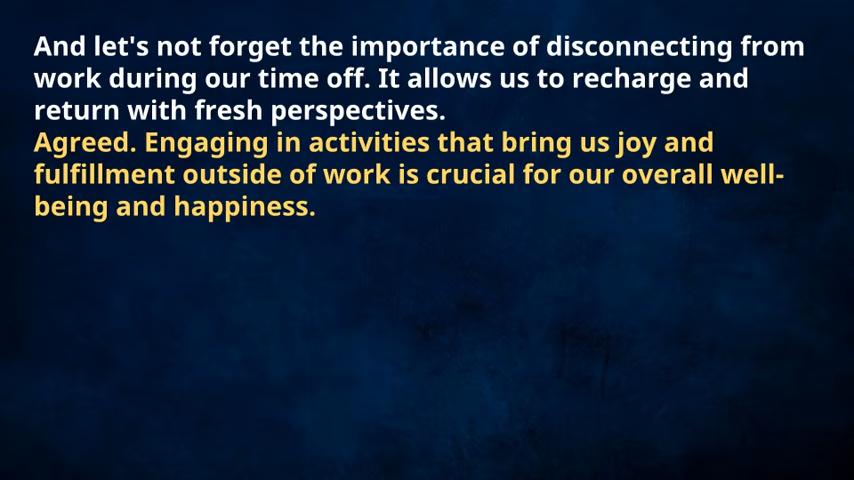 And let's not forget the importance of disconnecting from
work during our time off. It allows us to recharge and
return with fresh perspectives.
Agreed. Engaging in activities that bring us joy and
fulfillment outside of work is crucial for our overall well-
being and happiness.